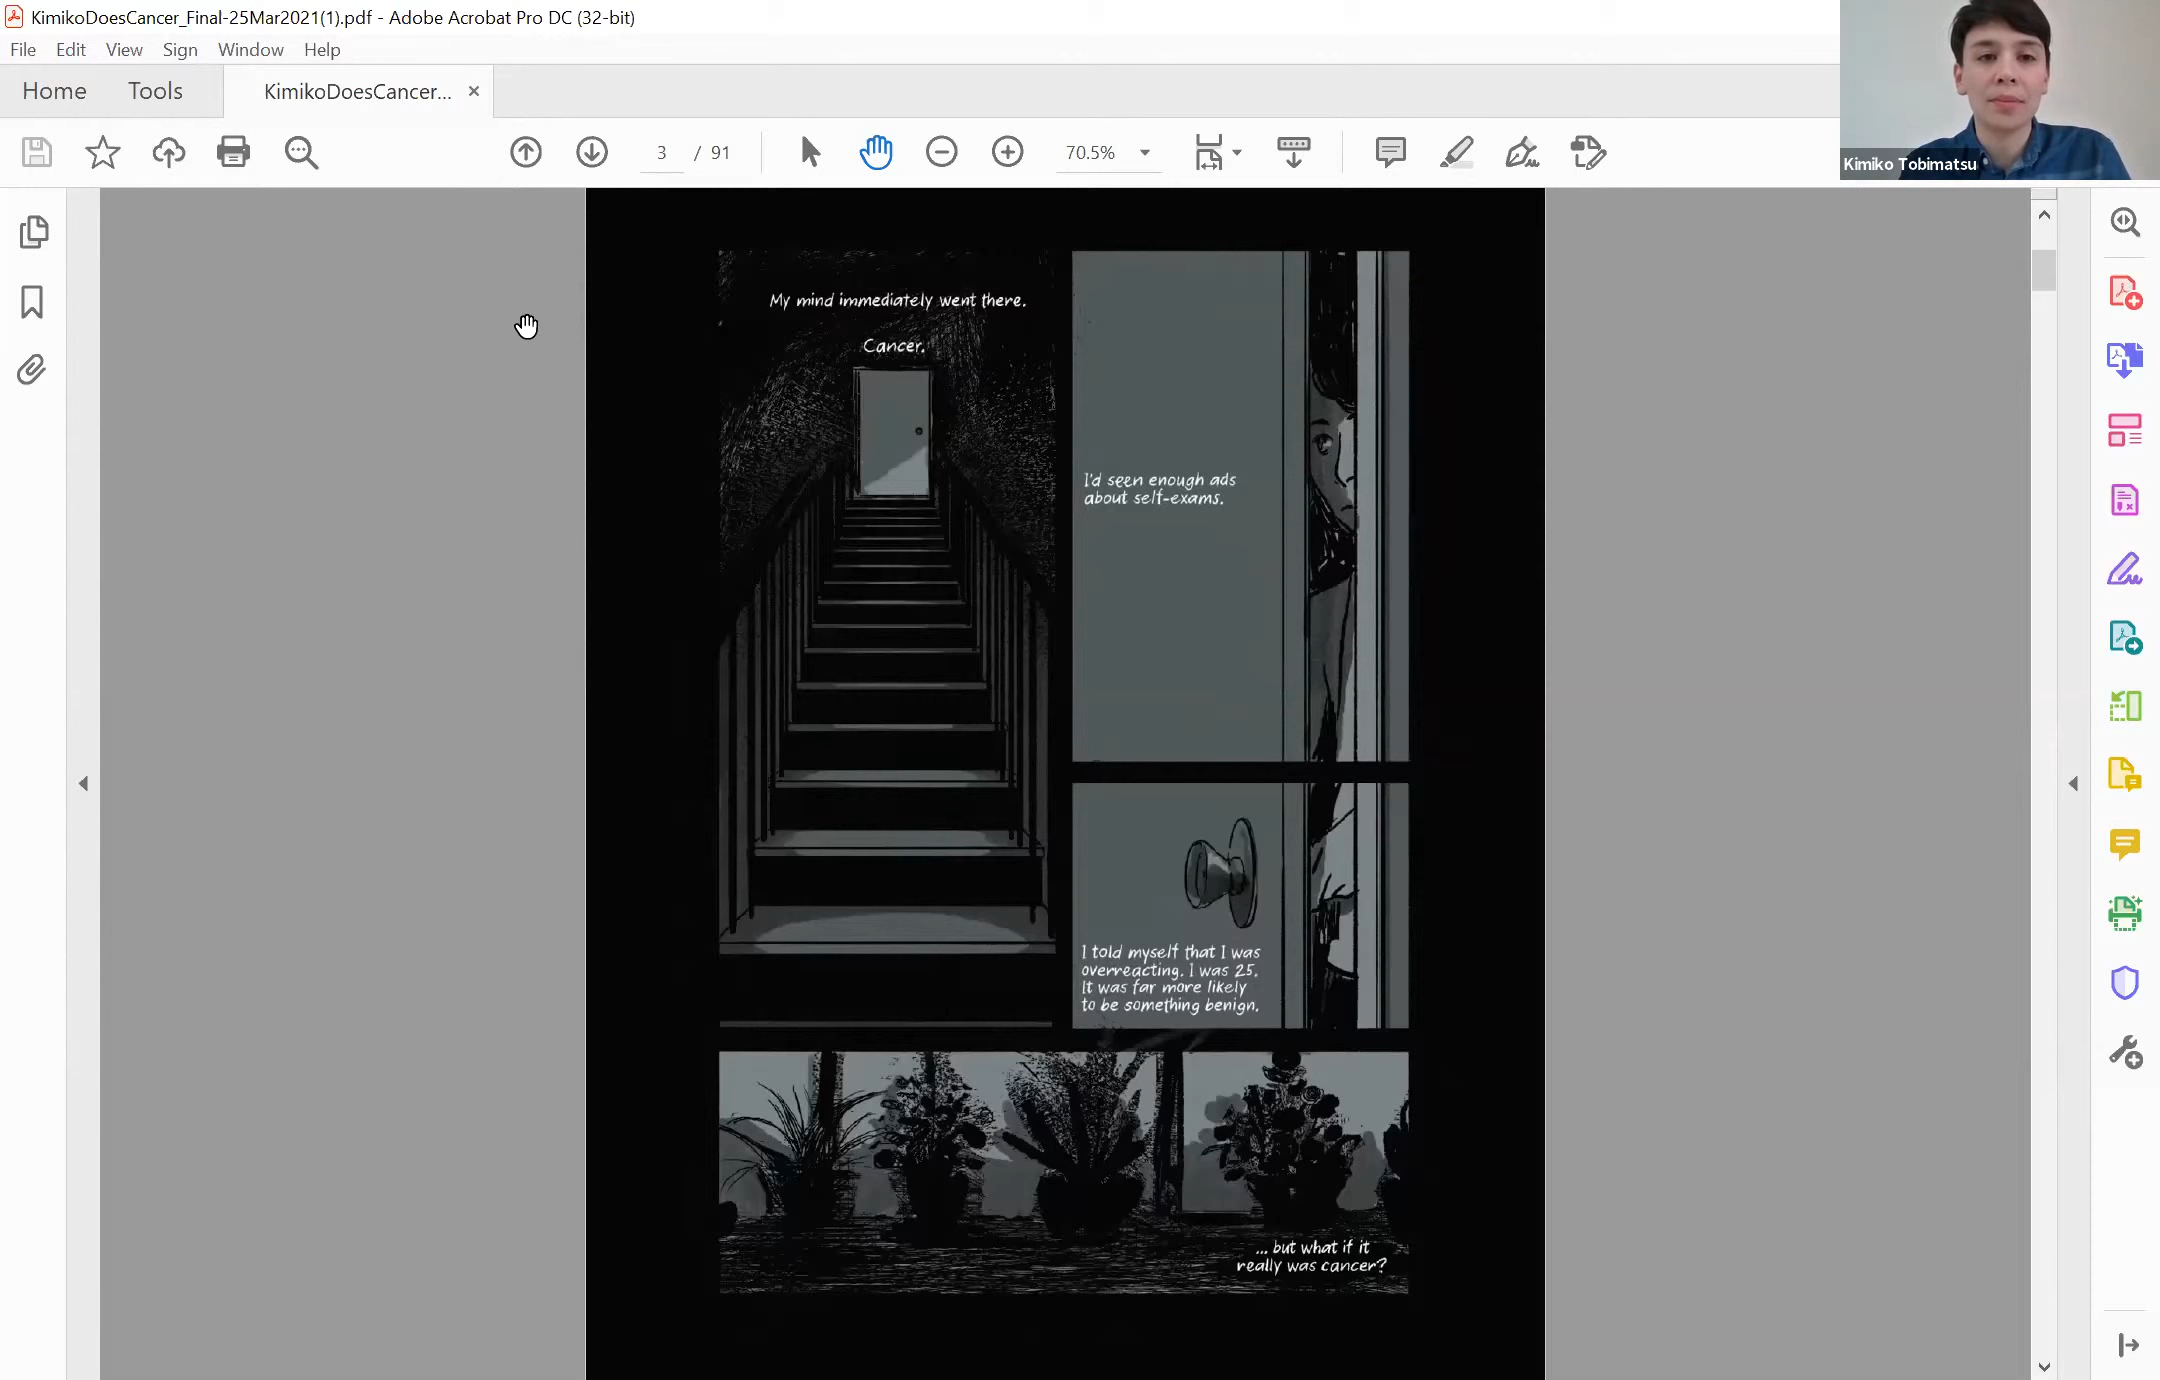 KimikoDoesCancer_Final-25Mar2021(1).pdf - Adobe Acrobat Pro DC (32-bit)
File Edit View Sign Window Help
Home Tools KimikoDoesCancer... ×
3 / 91 70.5%
Kimiko Tobimatsu
My mind immediately went there.
Cancer.
I'd seen enough ads
about self-exams.
I told myself that I was
overreacting. I was 25.
It was far more likely
to be something benign.
... but what if it
really was cancer?